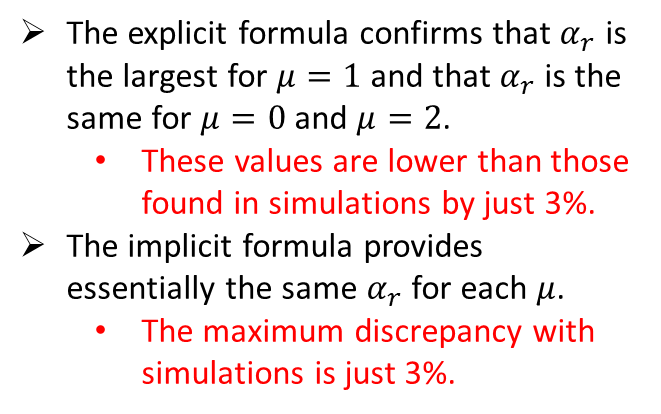 ➢ The explicit formula confirms that αᵣ is
the largest for μ = 1 and that αᵣ is the
same for μ = 0 and μ = 2.
• These values are lower than those
found in simulations by just 3%.
➢ The implicit formula provides
essentially the same αᵣ for each μ.
• The maximum discrepancy with
simulations is just 3%.